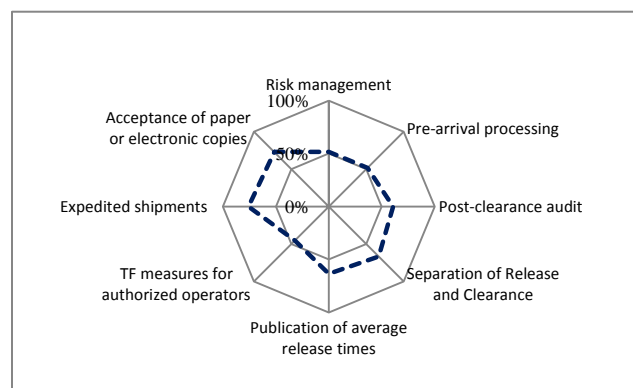 Risk management
100%
Acceptance of paper
or electronic copies
Pre-arrival processing
50%
Expedited shipments
0%
Post-clearance audit
TF measures for
authorized operators
Separation of Release
and Clearance
Publication of average
release times